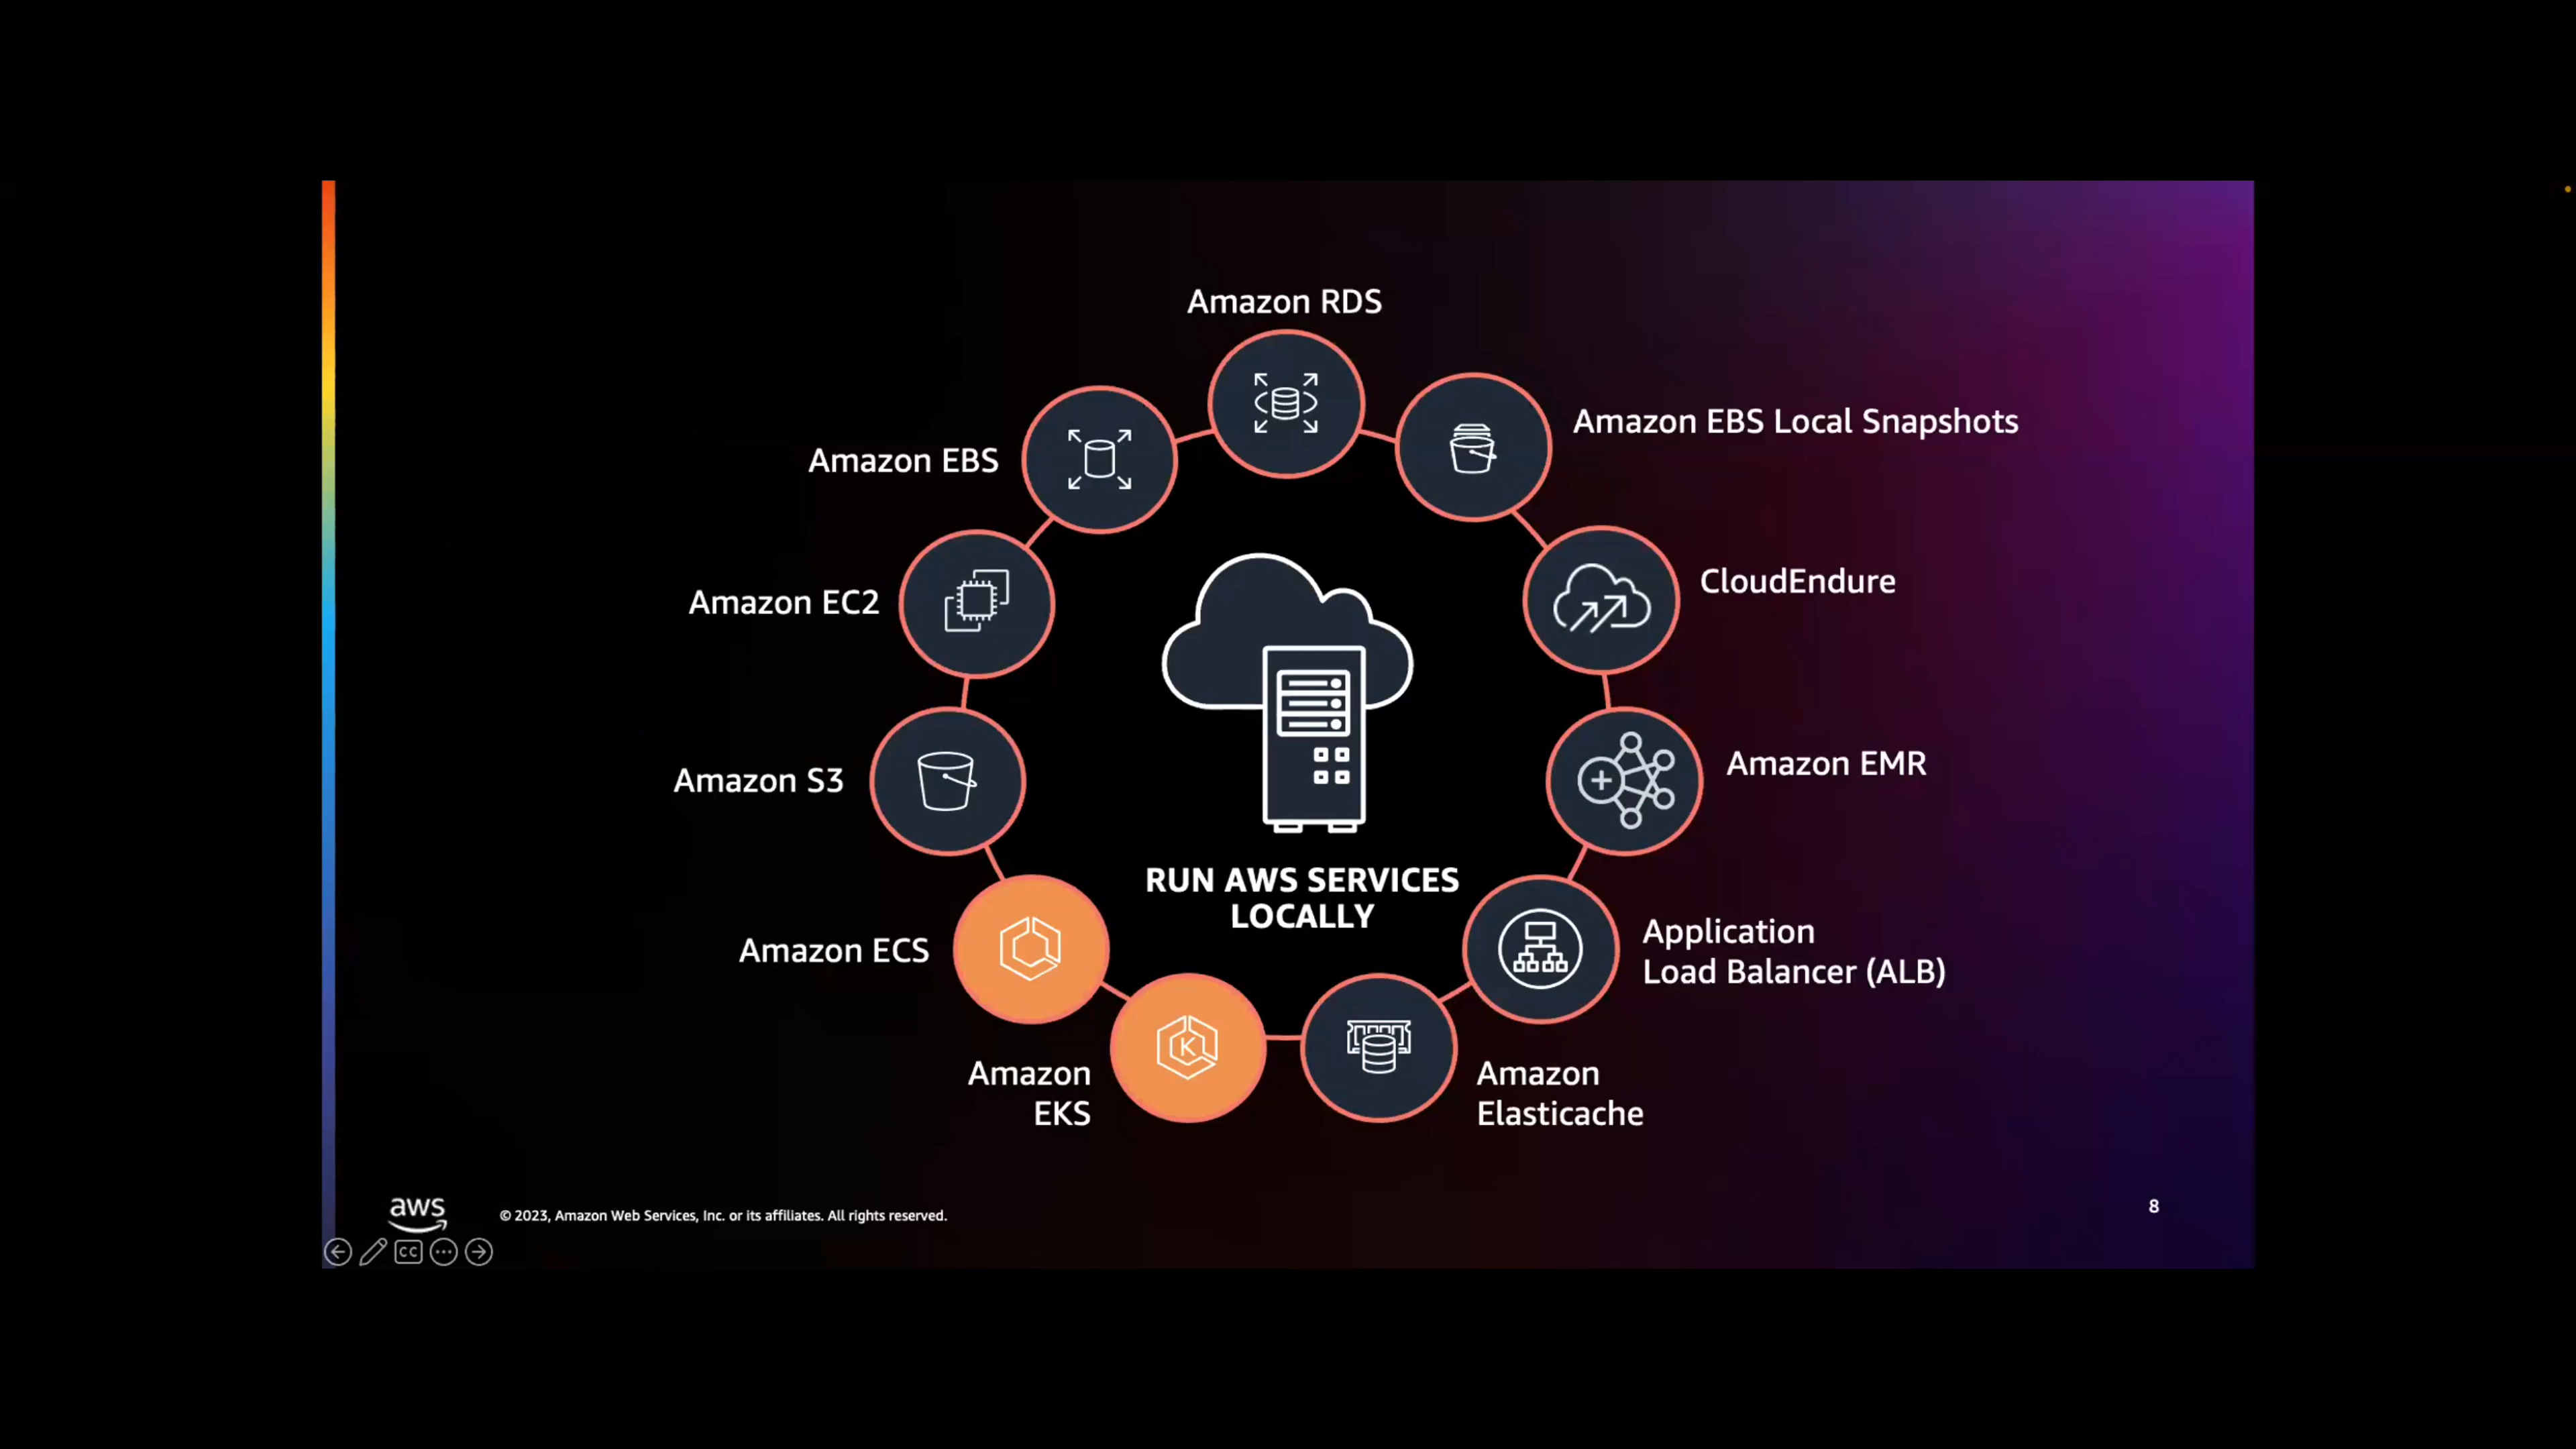 Amazon RDS
Amazon EBS Local Snapshots
Amazon EBS
CloudEndure
Amazon EC2
Amazon EMR
Amazon S3
RUN AWS SERVICES
LOCALLY
Application
Load Balancer (ALB)
Amazon ECS
K
Amazon
EKS
Amazon
Elasticache
aws
© 2023, Amazon Web Services, Inc. or its affiliates. All rights reserved.
8
CC